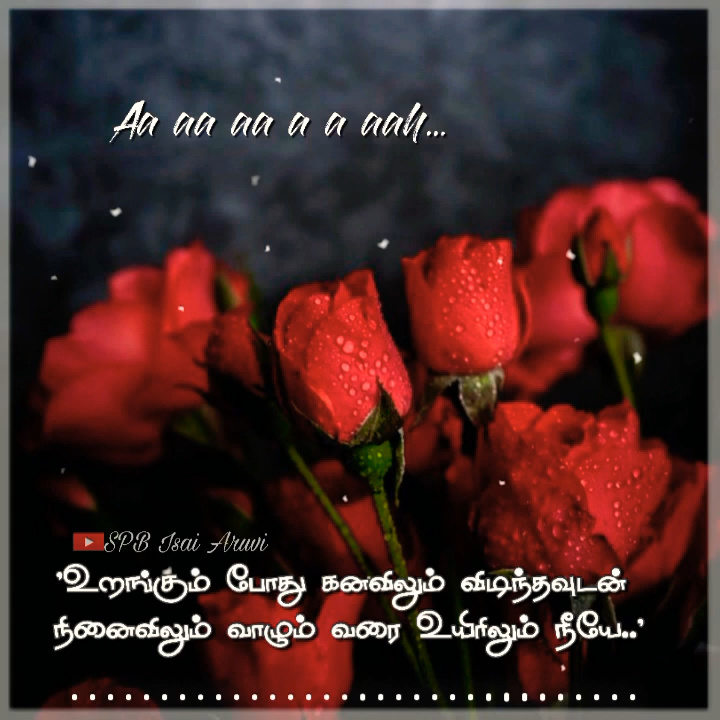 Aa aa aa a a aah...
SPB Isai Aruvi
'உறங்கும் போது கனவிலும் விடிந்தவுடன்
நினைவிலும் வாழும் வரை உயிரிலும் நீயே..'